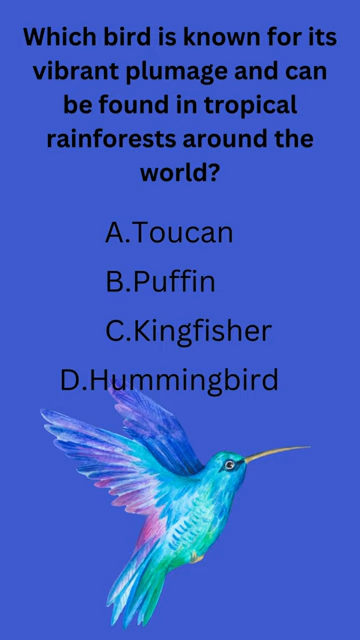 Which bird is known for its
vibrant plumage and can
be found in tropical
rainforests around the
world?
A.Toucan
B.Puffin
C.Kingfisher
D.Hummingbird